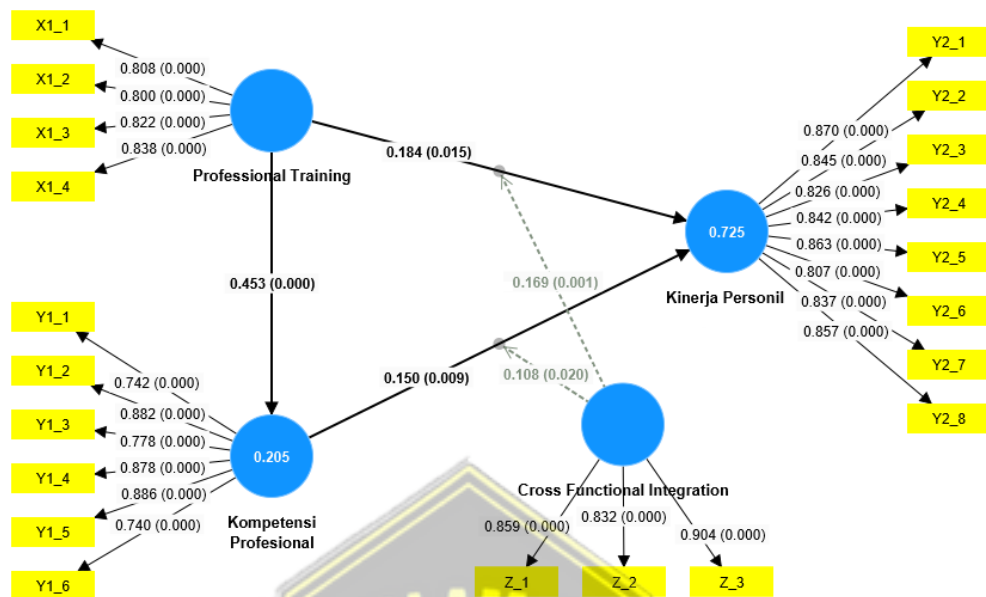 X1_1
X1_2
X1_3
X1_4
0.808 (0.000)
0.800 (0.000)
0.822 (0.000)
0.838 (0.000)
Professional Training
0.184 (0.015)
0.453 (0.000)
0.169 (0.001)
0.150 (0.009)
0.108 (0.020)
Y2_1
Y2_2
Y2_3
Y2_4
Y2_5
Y2_6
Y2_7
Y2_8
0.870 (0.000)
0.845 (0.000)
0.826 (0.000)
0.842 (0.000)
0.863 (0.000)
0.807 (0.000)
0.837 (0.000)
0.857 (0.000)
0.725
Kinerja Personil
Y1_1
Y1_2
Y1_3
Y1_4
Y1_5
Y1_6
0.742 (0.000)
0.882 (0.000)
0.778 (0.000)
0.878 (0.000)
0.886 (0.000)
0.740 (0.000)
0.205
Kompetensi
Profesional
Cross Functional Integration
0.859 (0.000)
0.832 (0.000)
0.904 (0.000)
Z_1
Z_2
Z_3